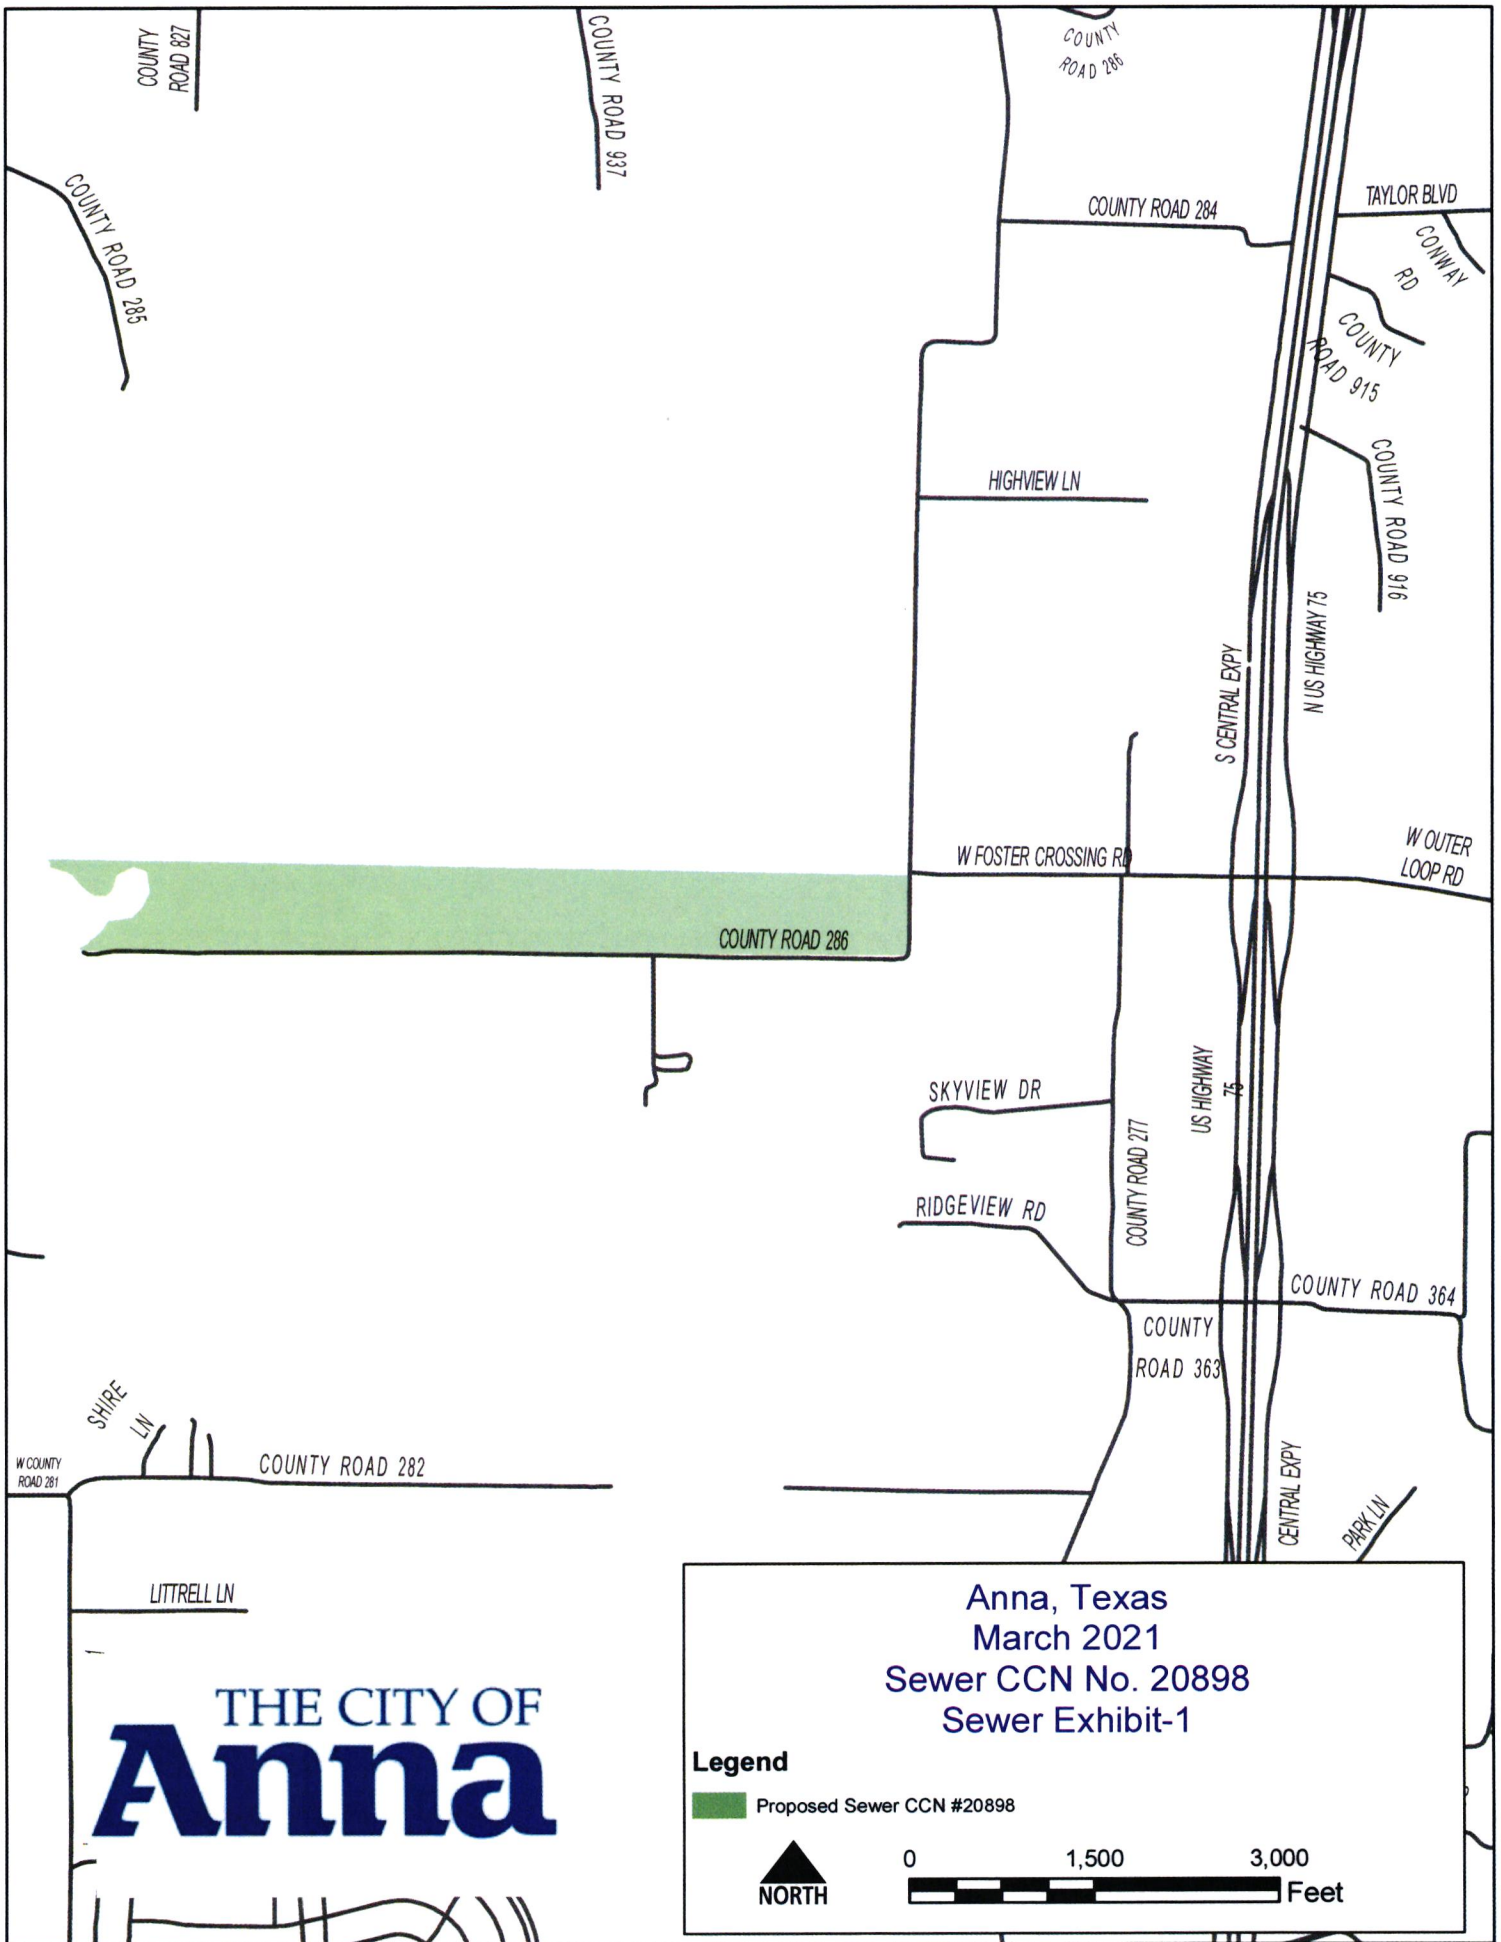 COUNTY
ROAD 827
COUNTY ROAD 937
COUNTY
ROAD 286
COUNTY ROAD 285
COUNTY ROAD 284
TAYLOR BLVD
CONWAY
RD
COUNTY
ROAD 915
COUNTY ROAD 916
HIGHVIEW LN
S CENTRAL EXPY
N US HIGHWAY 75
W FOSTER CROSSING RD
W OUTER
LOOP RD
COUNTY ROAD 286
SKYVIEW DR
US HIGHWAY
75
COUNTY ROAD 277
RIDGEVIEW RD
COUNTY ROAD 364
COUNTY
ROAD 363
SHIRE
LN
W COUNTY
ROAD 281
COUNTY ROAD 282
CENTRAL EXPY
PARK LN
LITTRELL LN
THE CITY OF
Anna
Anna, Texas
March 2021
Sewer CCN No. 20898
Sewer Exhibit-1
Legend
Proposed Sewer CCN #20898
NORTH
0 1,500 3,000
Feet